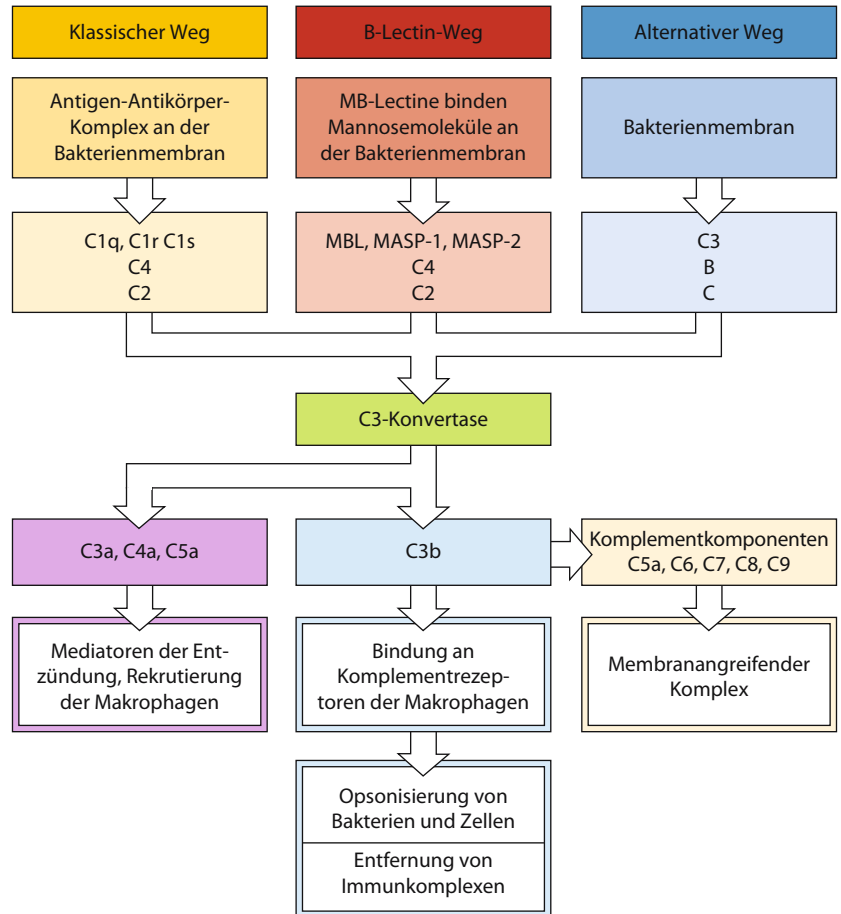 Klassischer Weg
B-Lectin-Weg
Alternativer Weg
Antigen-Antikörper-
Komplex an der
Bakterienmembran
MB-Lectine binden
Mannosemoleküle an
der Bakterienmembran
Bakterienmembran
C1q, C1r C1s
C4
C2
MBL, MASP-1, MASP-2
C4
C2
C3
B
C
C3-Konvertase
C3a, C4a, C5a
C3b
Komplementkomponenten
C5a, C6, C7, C8, C9
Mediatoren der Ent-
zündung, Rekrutierung
der Makrophagen
Bindung an
Komplementrezep-
toren der Makrophagen
Membranangreifender
Komplex
Opsonisierung von
Bakterien und Zellen
Entfernung von
Immunkomplexen